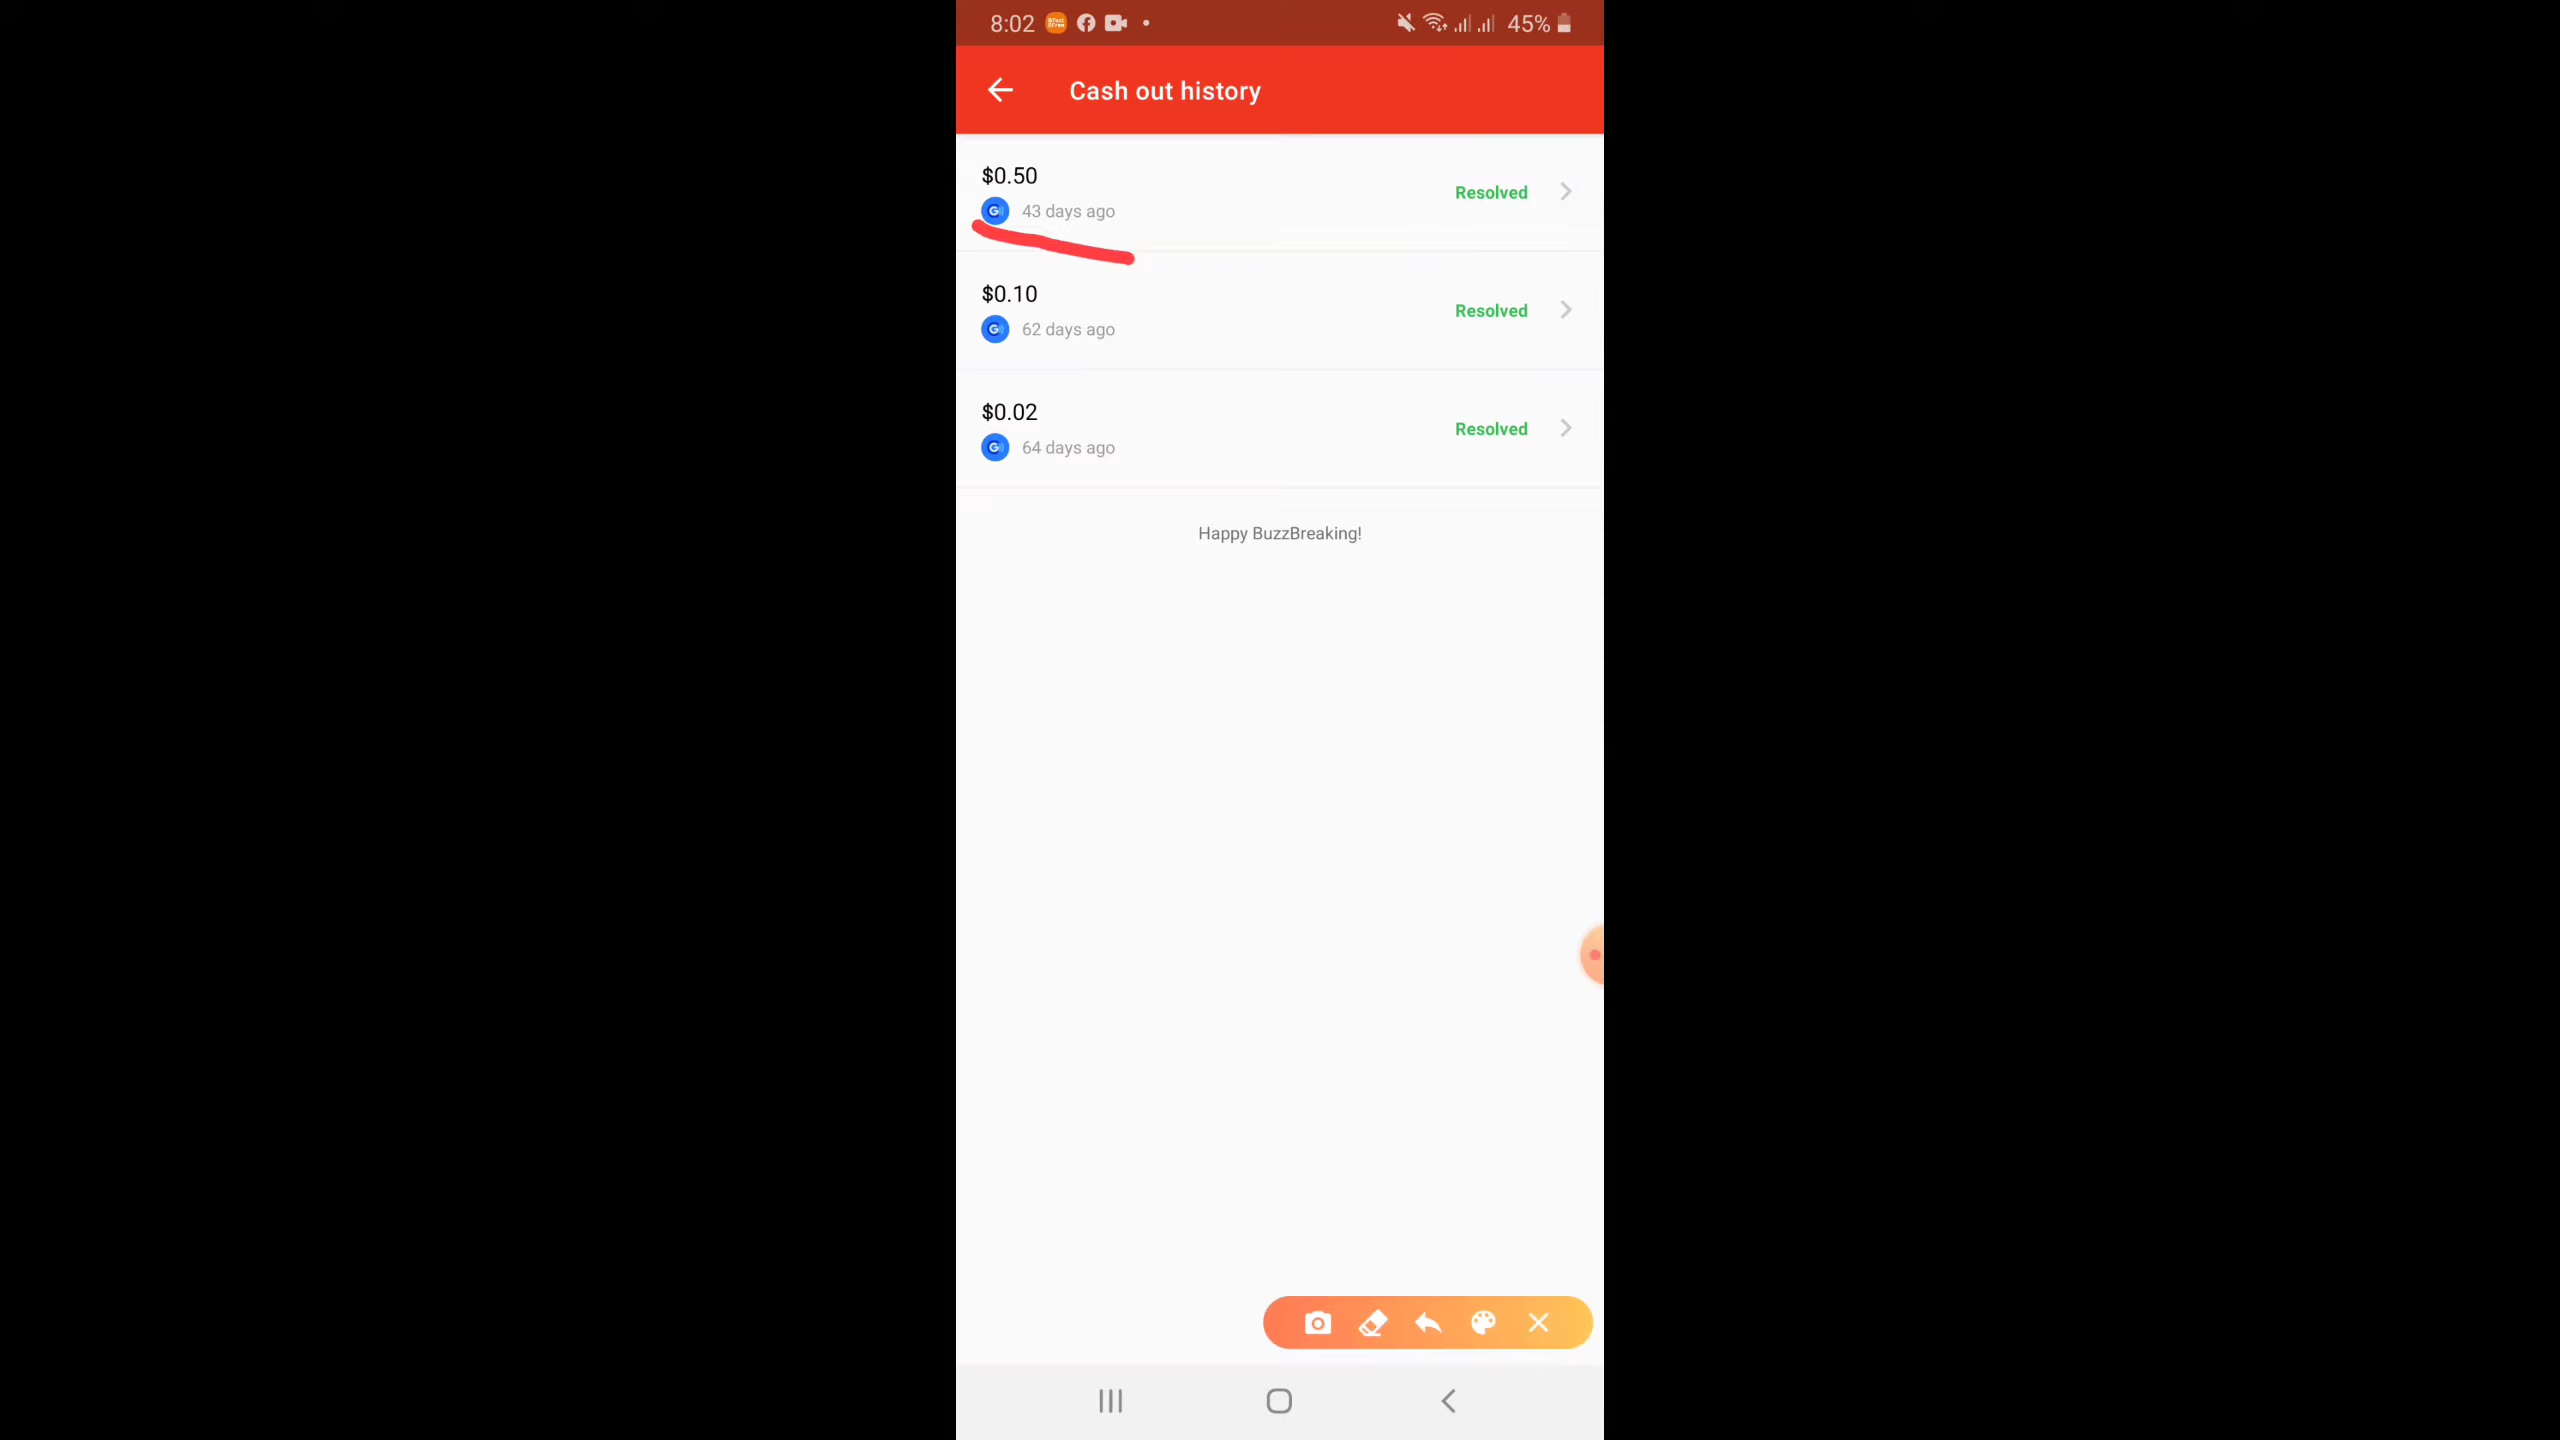 8:02
45%
Cash out history
$0.50
Resolved
43 days ago
$0.10
Resolved
62 days ago
$0.02
Resolved
64 days ago
Happy BuzzBreaking!